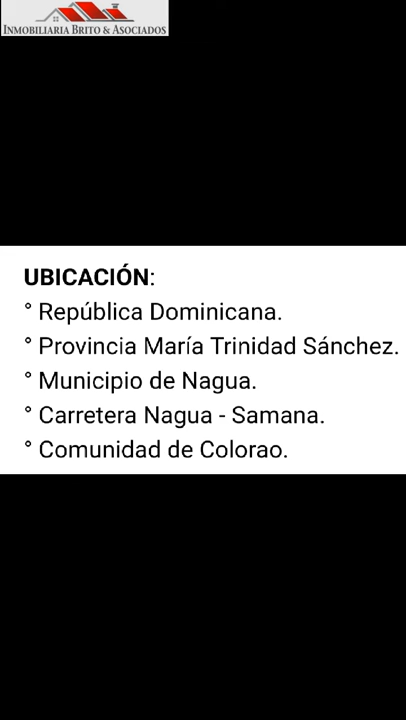 INMOBILIARIA BRITO & ASOCIADOS
UBICACIÓN:
° República Dominicana.
° Provincia María Trinidad Sánchez.
° Municipio de Nagua.
° Carretera Nagua - Samana.
° Comunidad de Colorao.